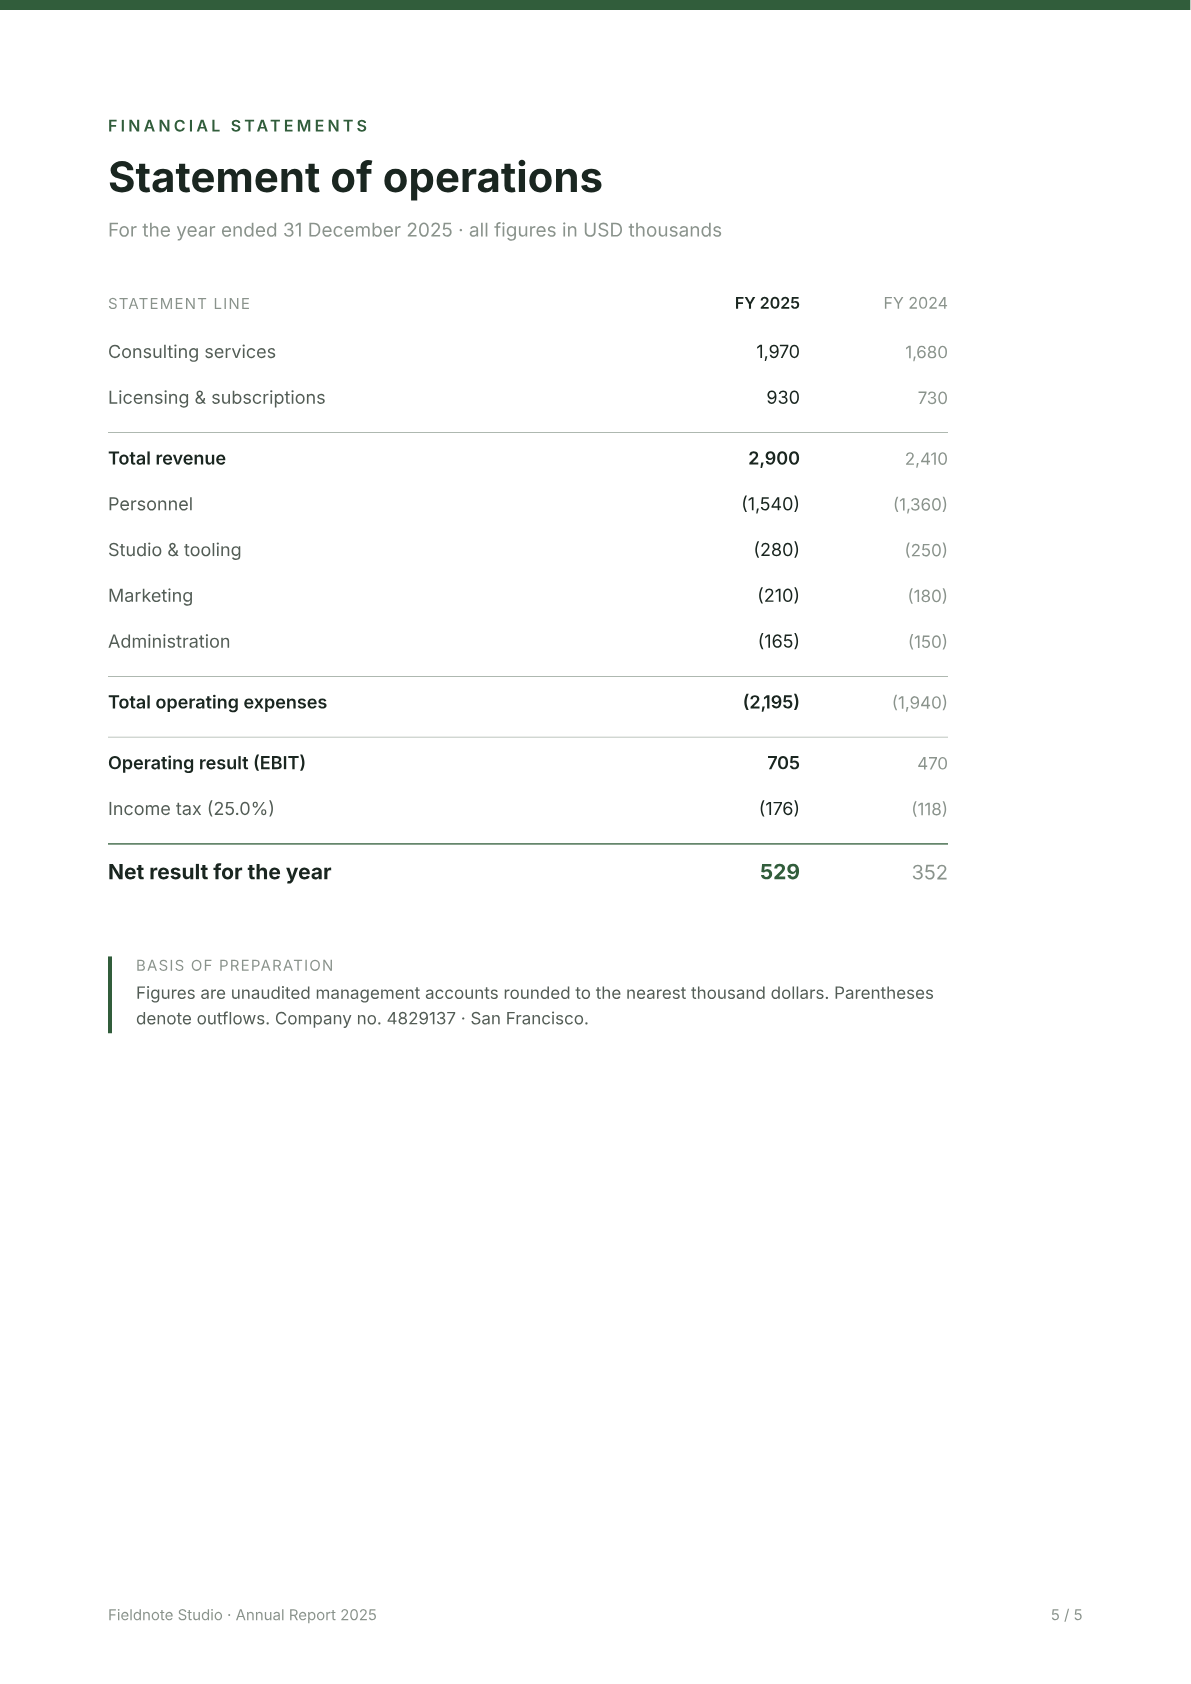 FINANCIAL STATEMENTS
Statement of operations
For the year ended 31 December 2025 · all figures in USD thousands
STATEMENT LINE FY 2025 FY 2024
Consulting services 1,970 1,680
Licensing & subscriptions 930 730
Total revenue 2,900 2,410
Personnel (1,540) (1,360)
Studio & tooling (280) (250)
Marketing (210) (180)
Administration (165) (150)
Total operating expenses (2,195) (1,940)
Operating result (EBIT) 705 470
Income tax (25.0%) (176) (118)
Net result for the year 529 352
BASIS OF PREPARATION
Figures are unaudited management accounts rounded to the nearest thousand dollars. Parentheses
denote outflows. Company no. 4829137 · San Francisco.
Fieldnote Studio · Annual Report 2025 5 / 5